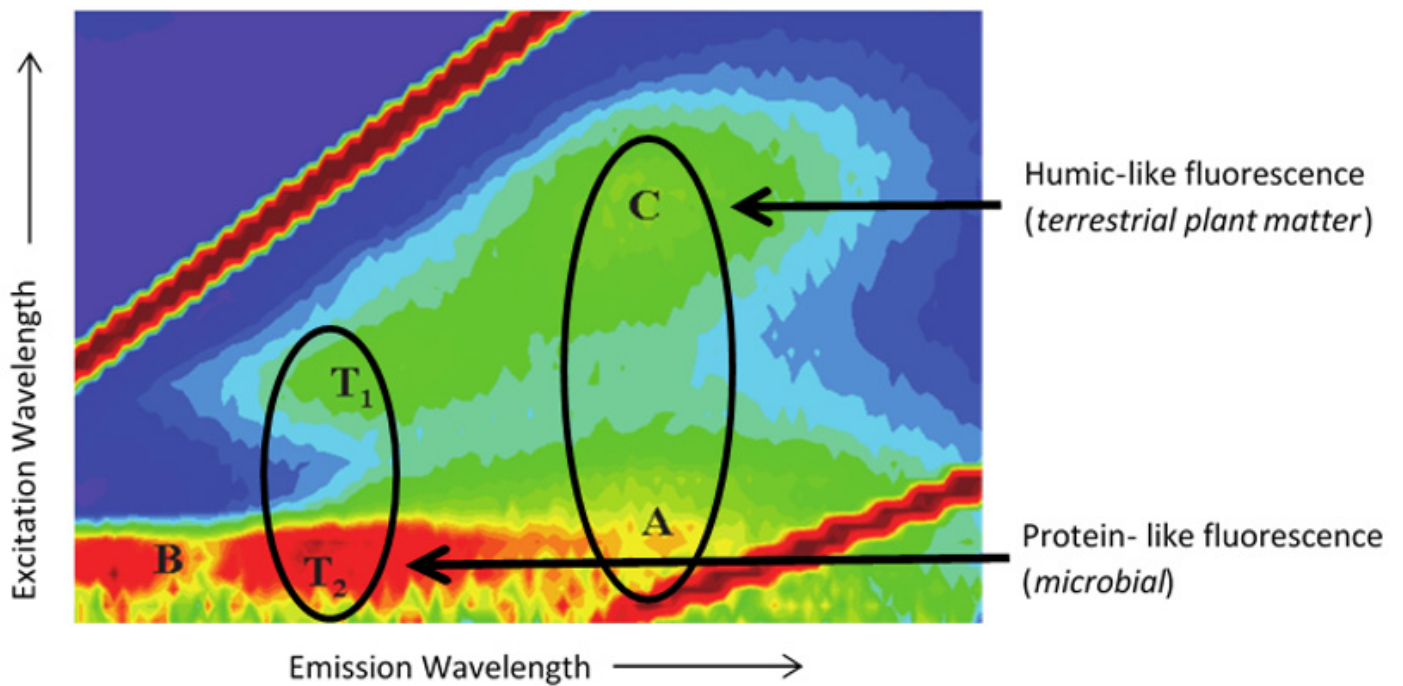 Excitation Wavelength
C
Humic-like fluorescence
(terrestrial plant matter)
T1
A
B
T2
Protein- like fluorescence
(microbial)
Emission Wavelength